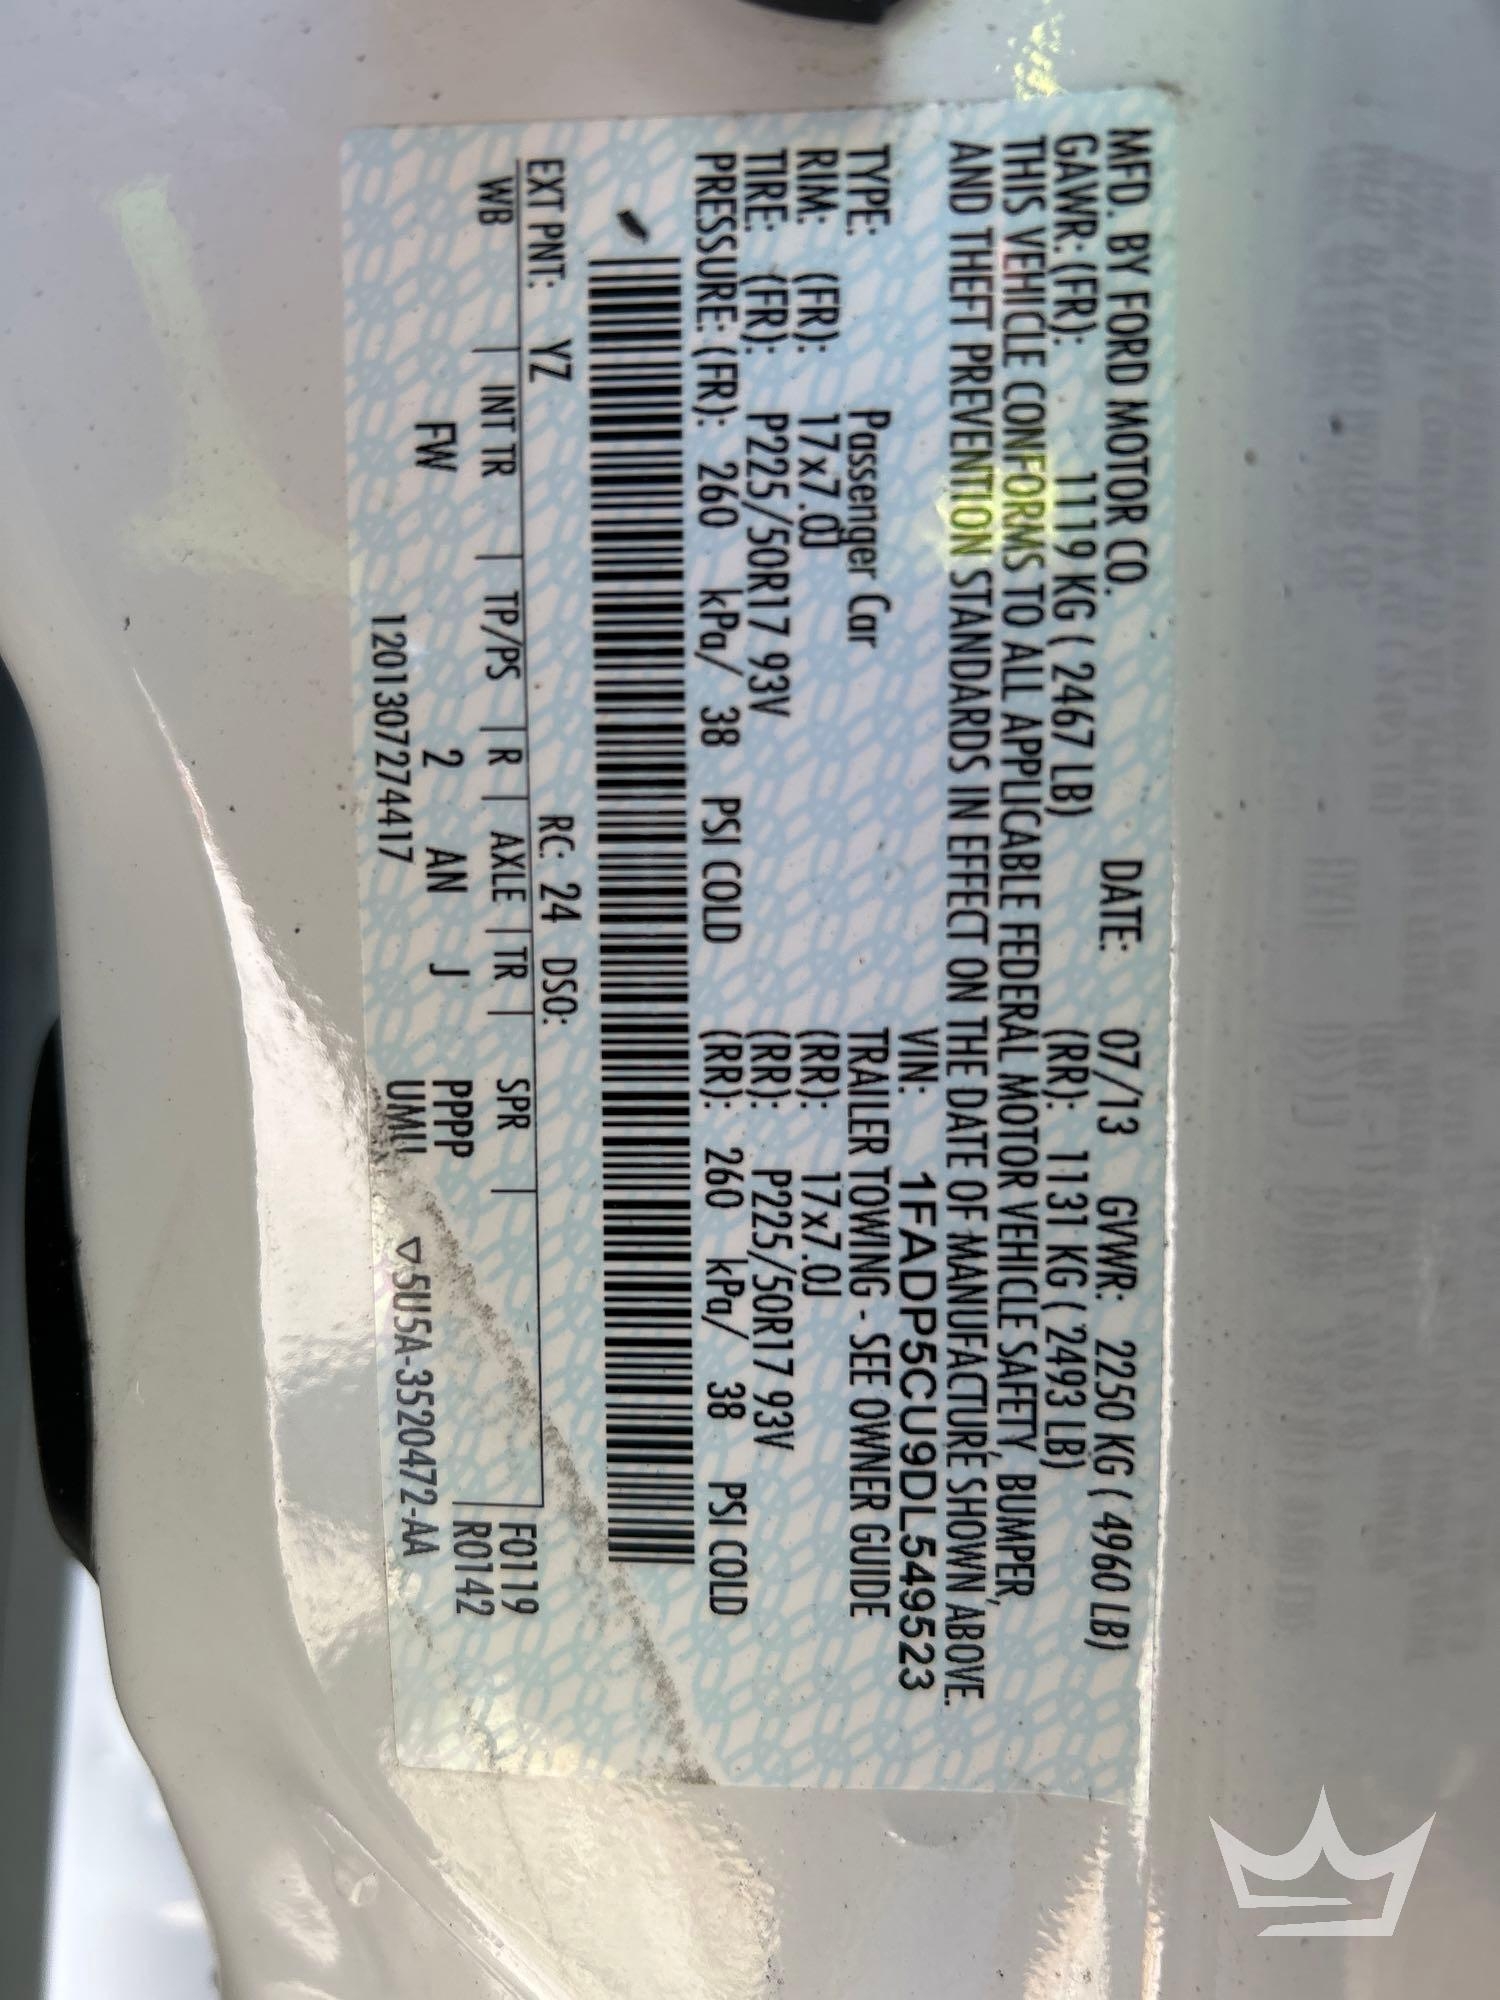 MFD. BY FORD MOTOR CO. DATE: 07/13 GVWR: 2250 KG ( 4960 LB)
GAWR: (FR): 1119 KG ( 2467 LB) (RR): 1131 KG ( 2493 LB)
THIS VEHICLE CONFORMS TO ALL APPLICABLE FEDERAL MOTOR VEHICLE SAFETY, BUMPER,
AND THEFT PREVENTION STANDARDS IN EFFECT ON THE DATE OF MANUFACTURE SHOWN ABOVE.
VIN: 1FADP5CU9DL549523
TYPE: Passenger Car TRAILER TOWING - SEE OWNER GUIDE
RIM: (FR): 17x7.0J (RR): 17x7.0J
TIRE: (FR): P225/50R17 93V (RR): P225/50R17 93V
PRESSURE: (FR): 260 kPa/ 38 PSI COLD (RR): 260 kPa/ 38 PSI COLD
EXT PNT: YZ RC: 24 DSO: F0119
WB INT TR TP/PS R AXLE TR SPR R0142
FW 2 AN J PPPP
1201307274417 UMU ▽5U5A-3520472-AA